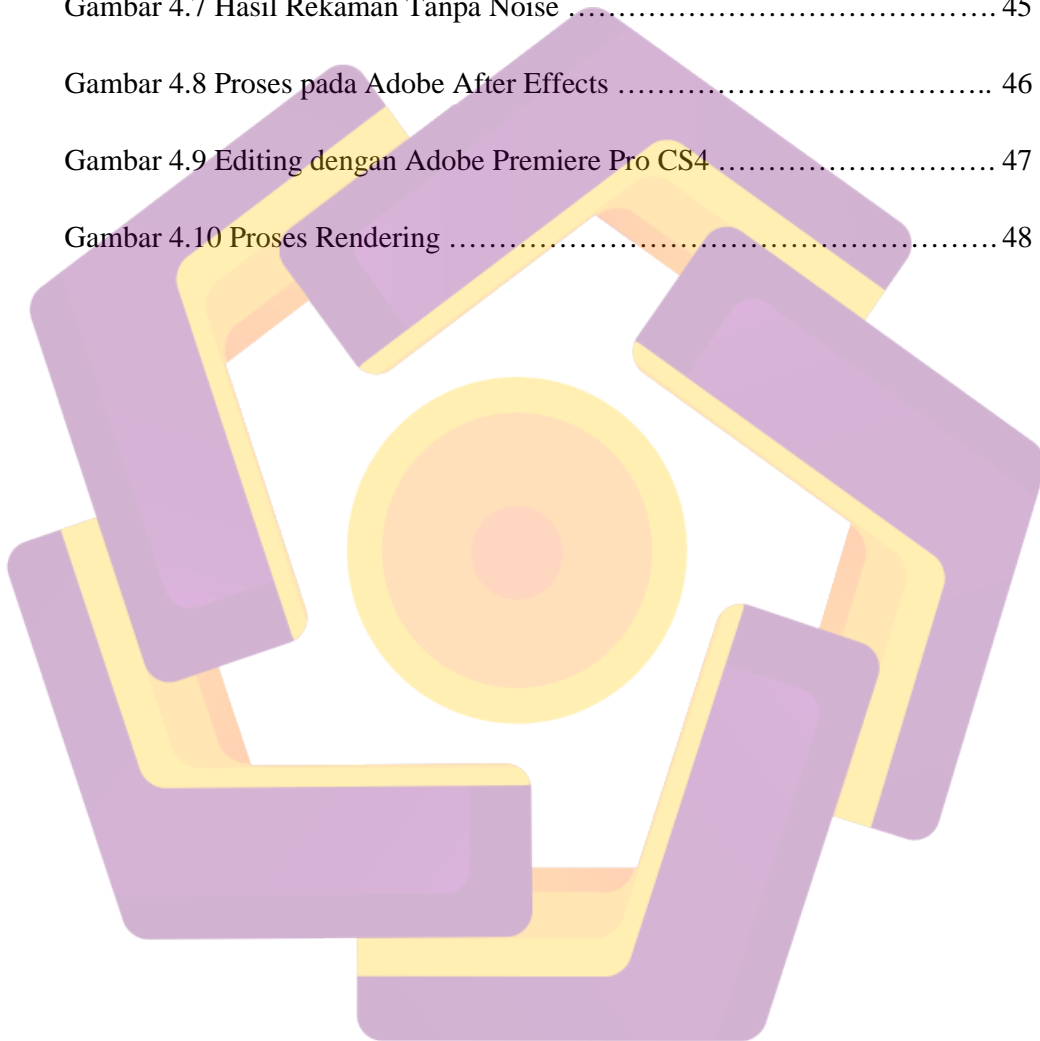 Gambar 4.7 Hasil Rekaman Tanpa Noise ……………………………………. 45
Gambar 4.8 Proses pada Adobe After Effects ……………………………….. 46
Gambar 4.9 Editing dengan Adobe Premiere Pro CS4 ………………………. 47
Gambar 4.10 Proses Rendering ……………………………………………… 48